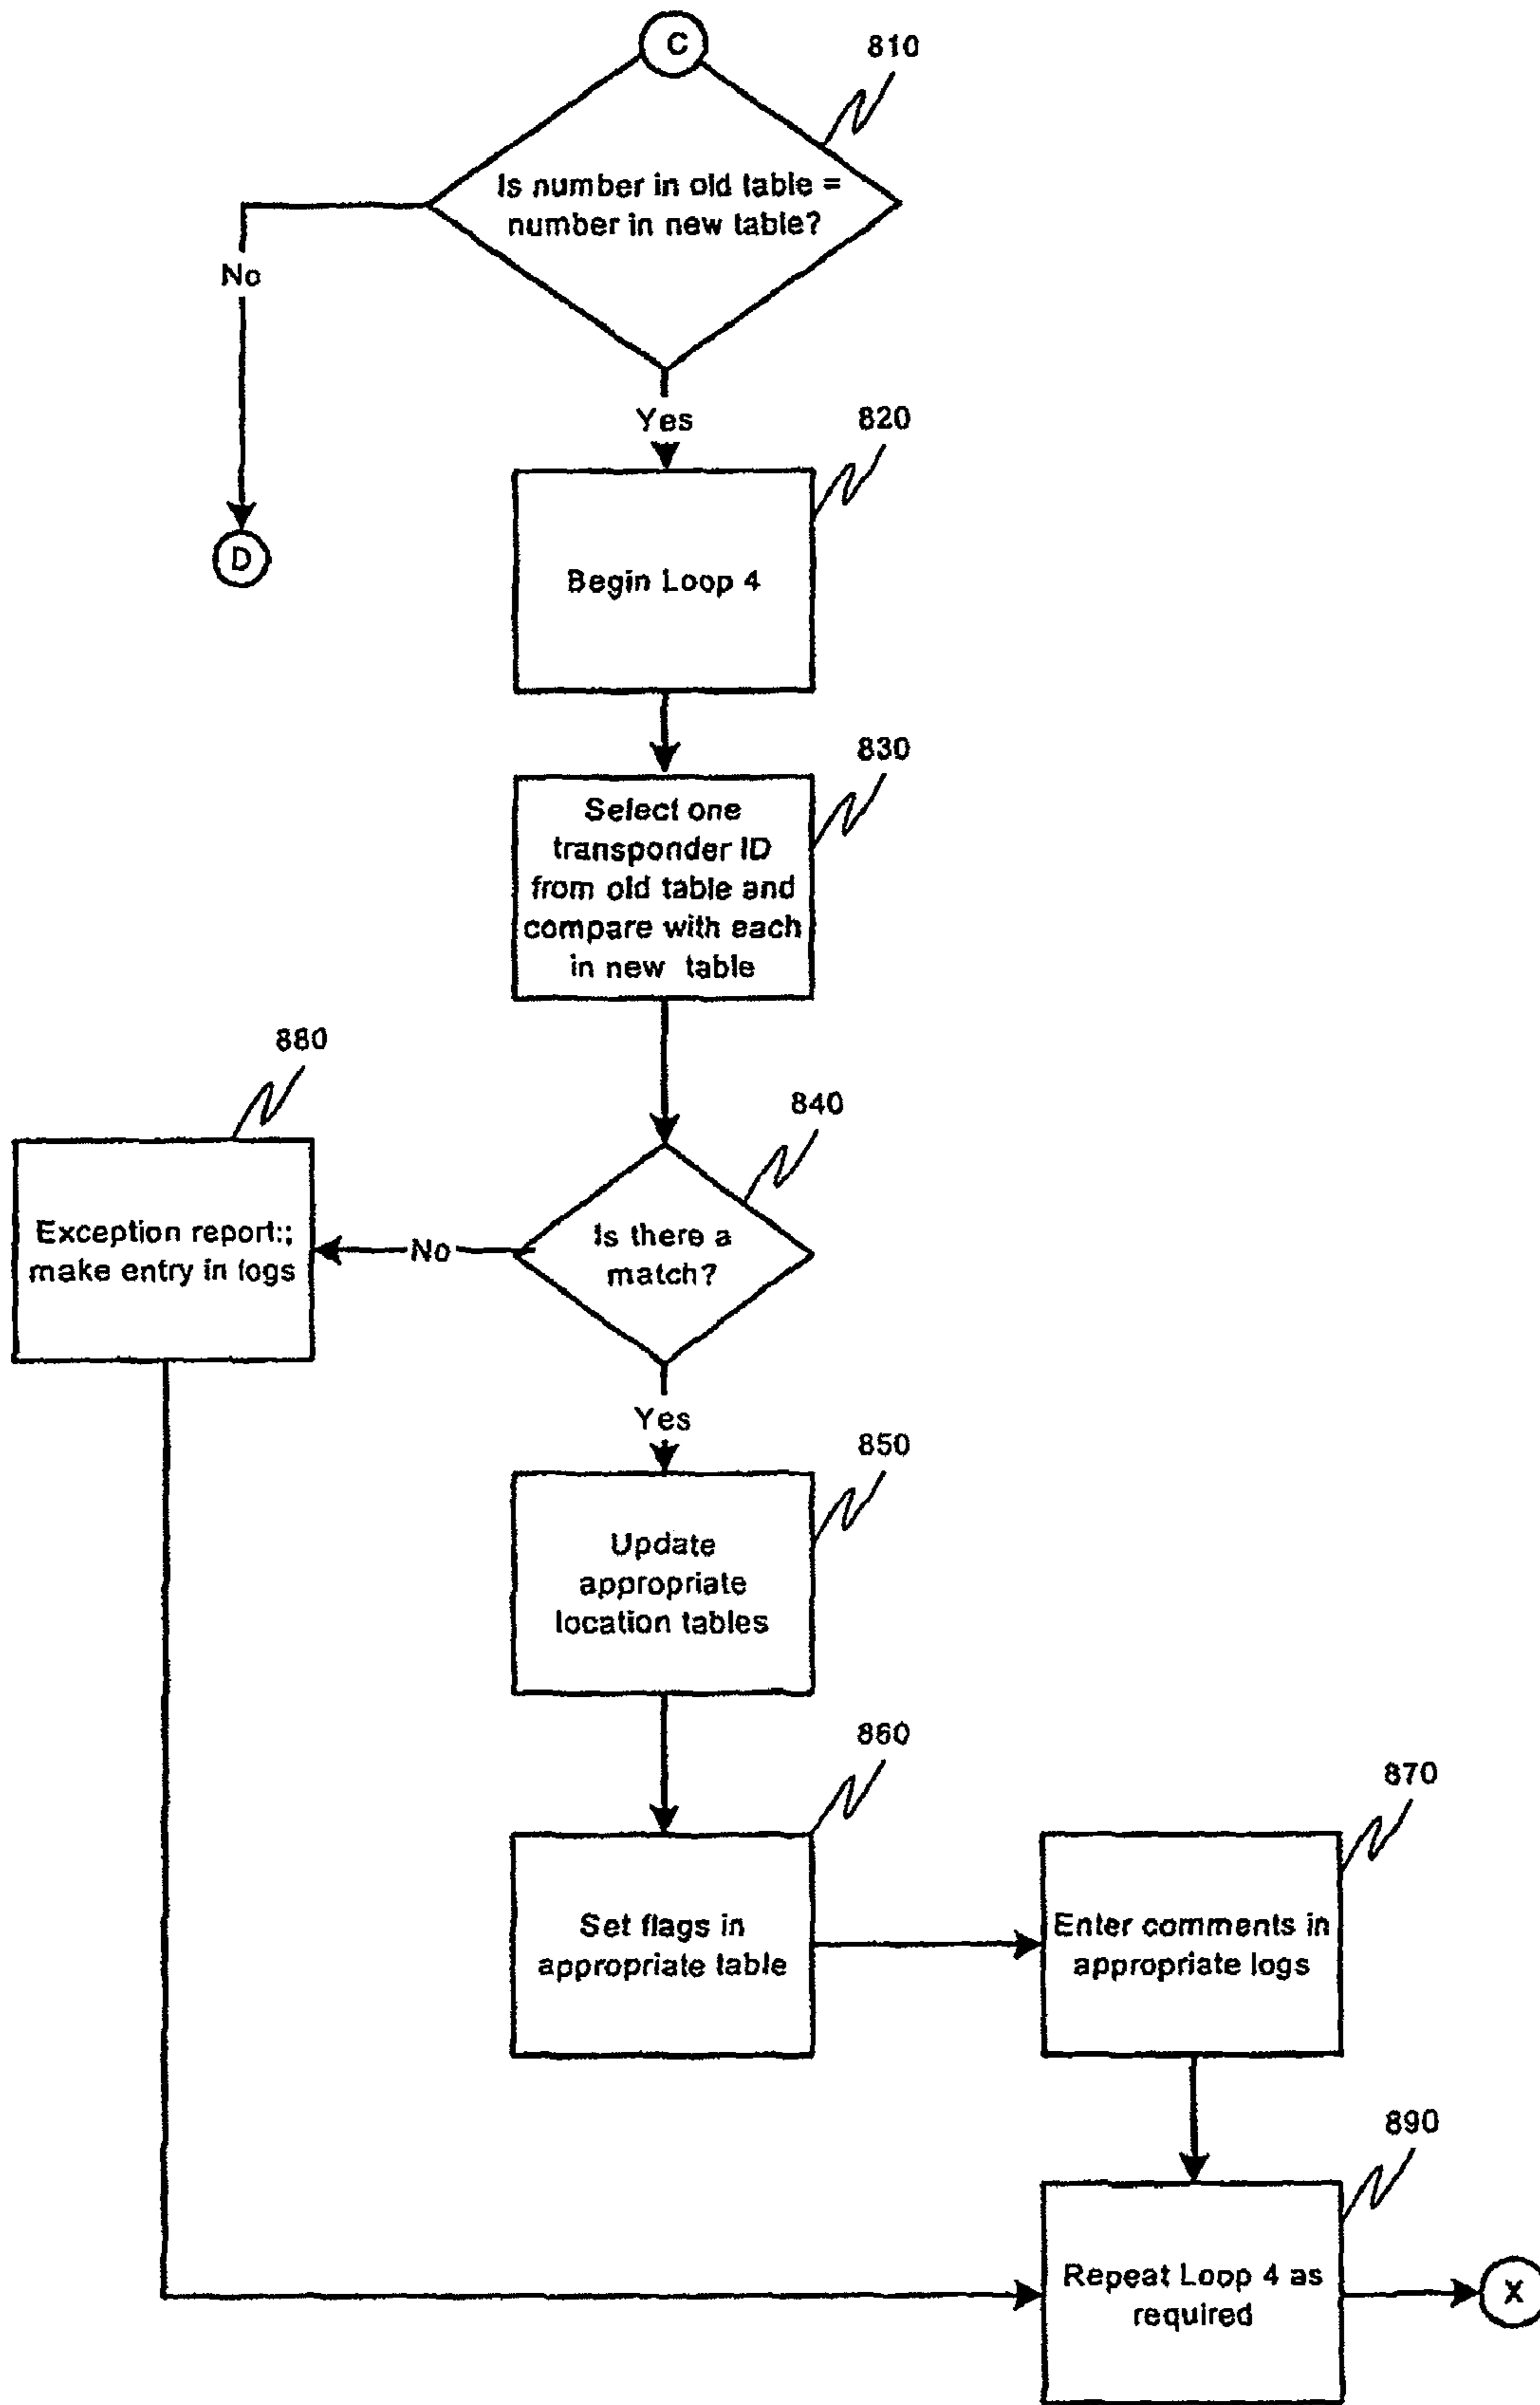 C
810
Is number in old table =
number in new table?
No
Yes
820
D
Begin Loop 4
830
Select one
transponder ID
from old table and
compare with each
in new table
880
840
Exception report:;
make entry in logs
No
Is there a
match?
Yes
850
Update
appropriate
location tables
860
870
Set flags in
appropriate table
Enter comments in
appropriate logs
890
Repeat Loop 4 as
required
X